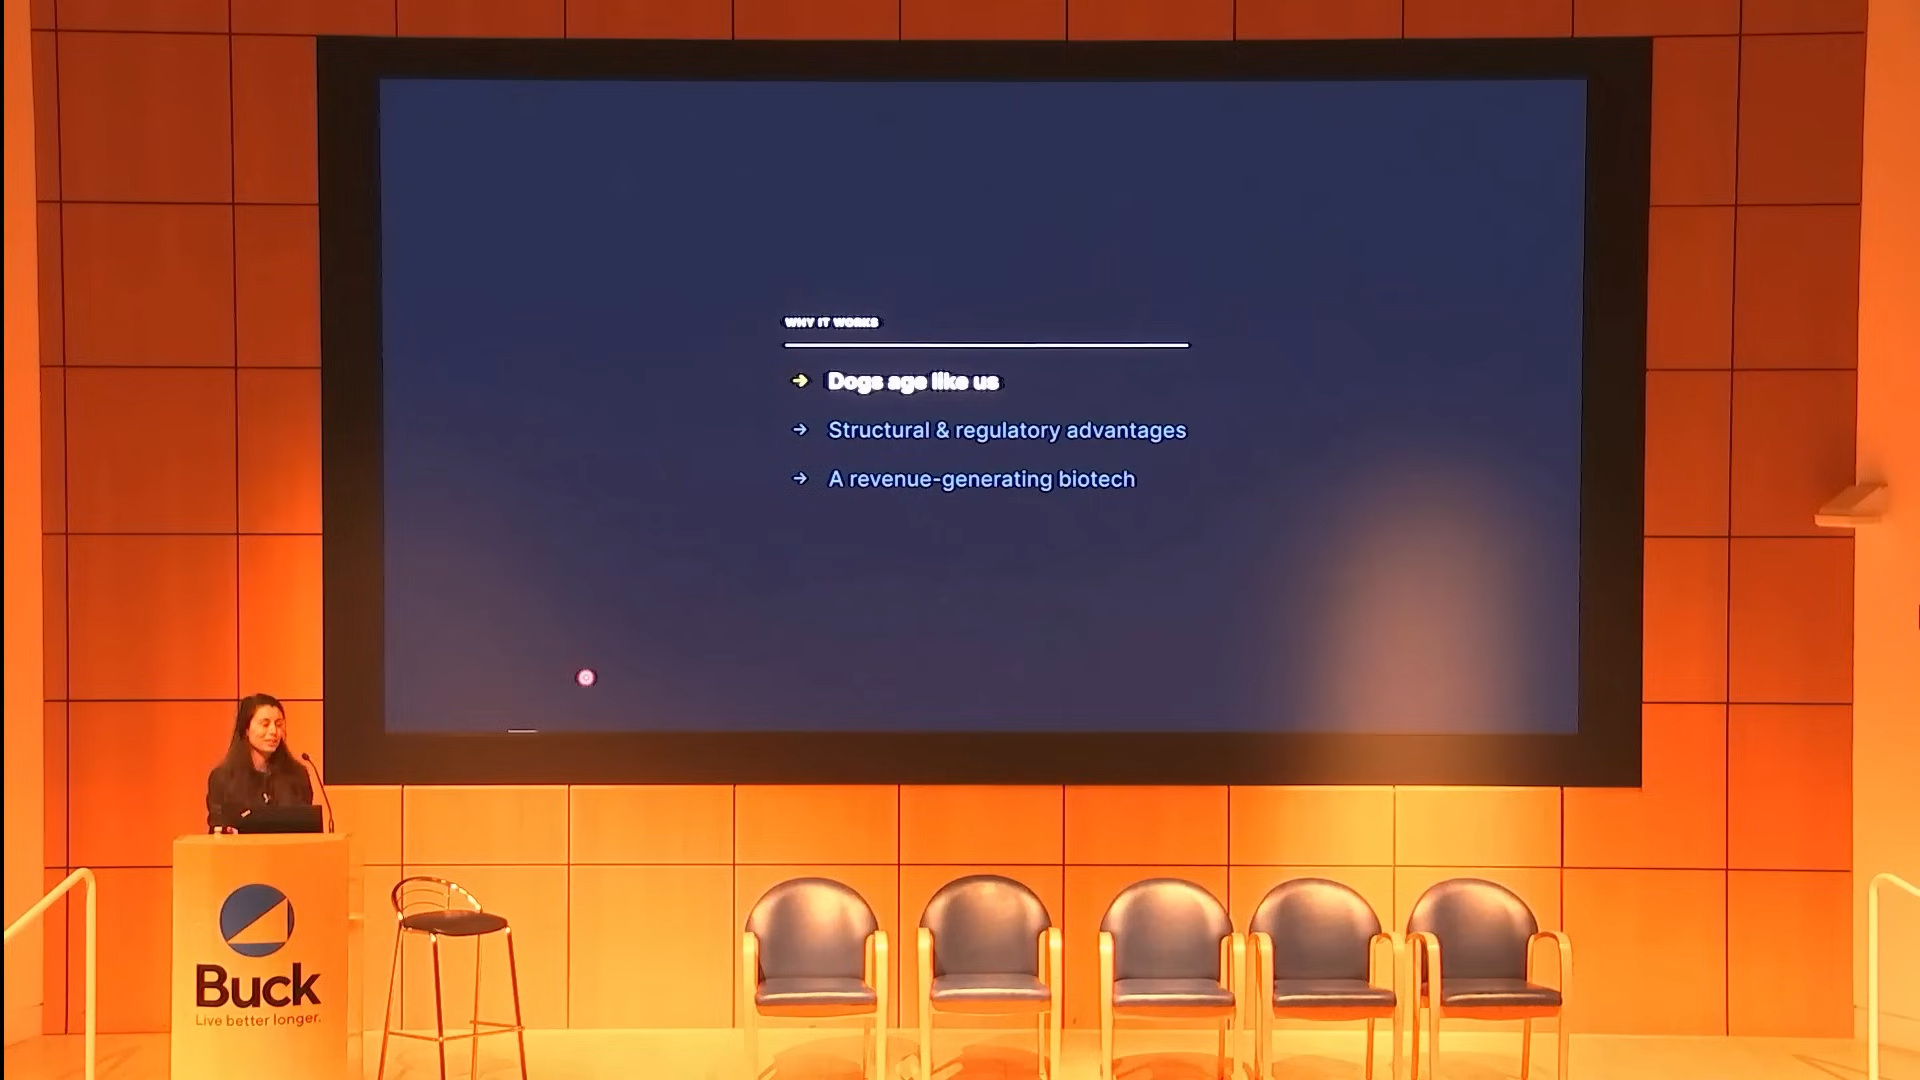 WHY IT WORKS
→ Dogs age like us
→ Structural & regulatory advantages
→ A revenue-generating biotech
Buck
Live better longer.